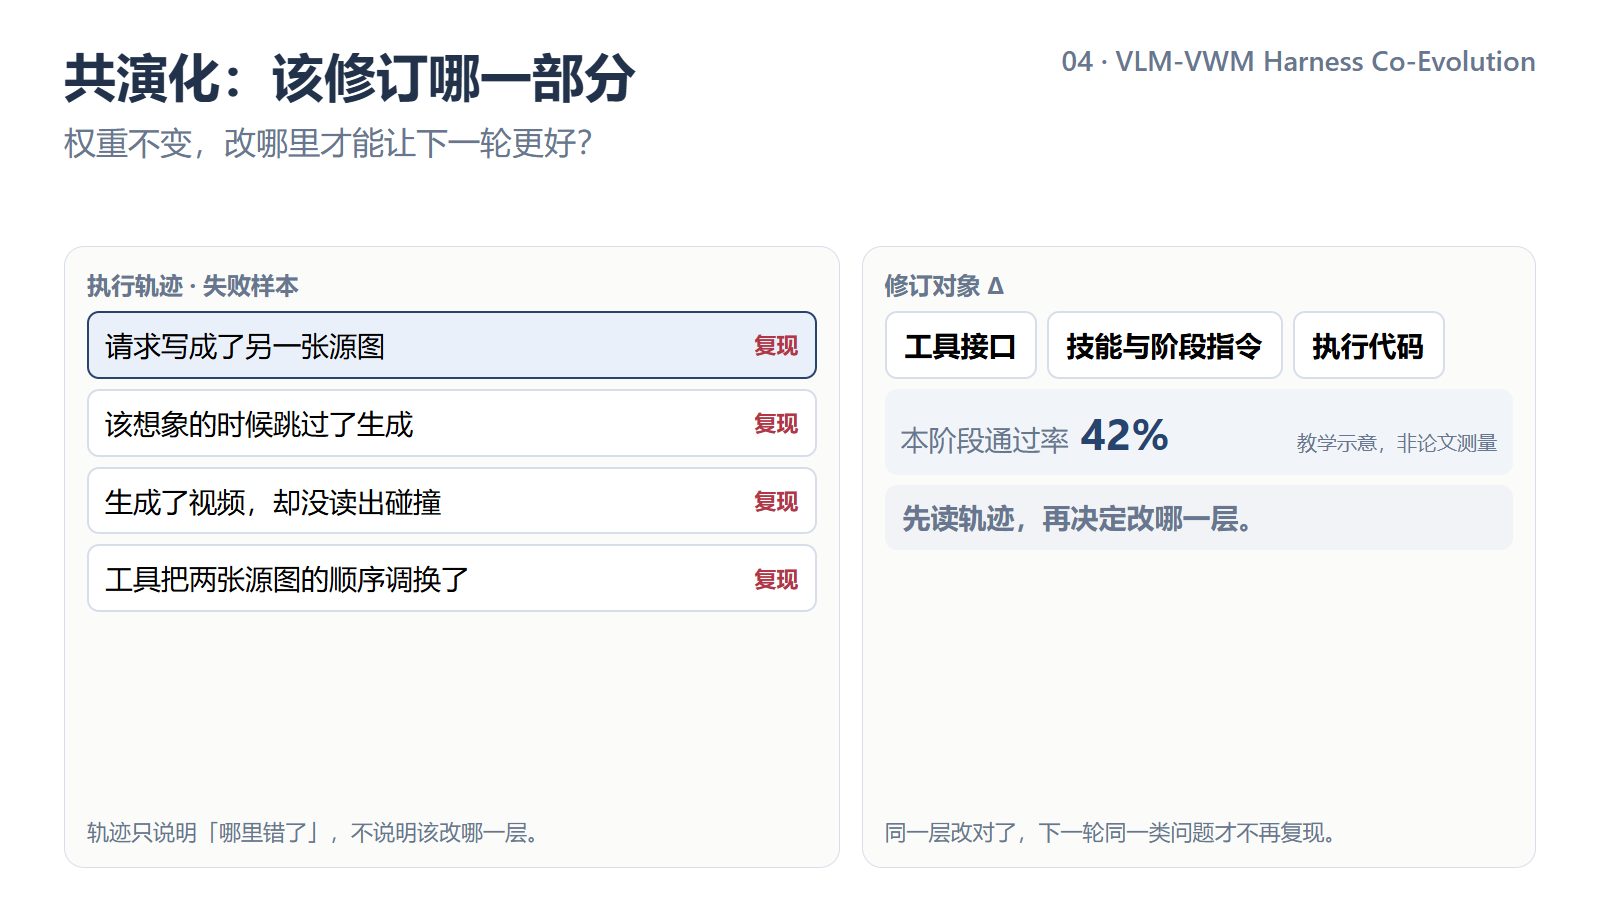 共演化：该修订哪一部分
04 · VLM-VWM Harness Co-Evolution
权重不变，改哪里才能让下一轮更好？
执行轨迹 · 失败样本
请求写成了另一张源图 复现
该想象的时候跳过了生成 复现
生成了视频，却没读出碰撞 复现
工具把两张源图的顺序调换了 复现
轨迹只说明「哪里错了」，不说明该改哪一层。
修订对象 Δ
工具接口 技能与阶段指令 执行代码
本阶段通过率 42% 教学示意，非论文测量
先读轨迹，再决定改哪一层。
同一层改对了，下一轮同一类问题才不再复现。